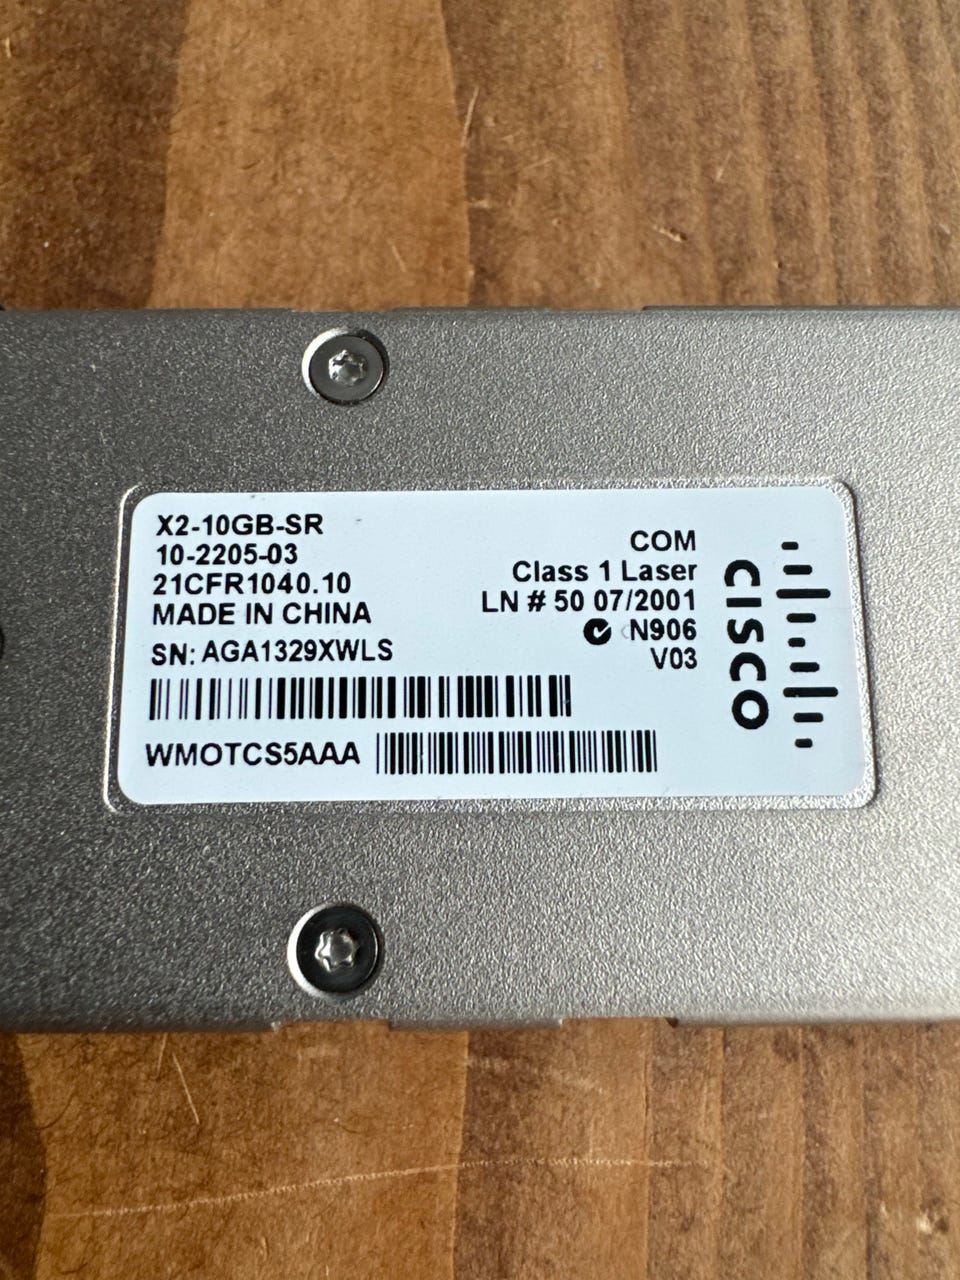 X2-10GB-SR
10-2205-03
21CFR1040.10
MADE IN CHINA
SN: AGA1329XWLS
WMOTCS5AAA
COM
Class 1 Laser
LN # 50 07/2001
N906
V03
CISCO